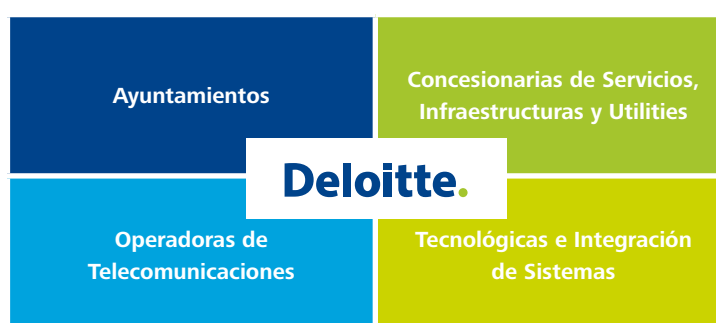 Ayuntamientos
Concesionarias de Servicios,
Infraestructuras y Utilities
Deloitte.
Operadoras de
Telecomunicaciones
Tecnológicas e Integración
de Sistemas